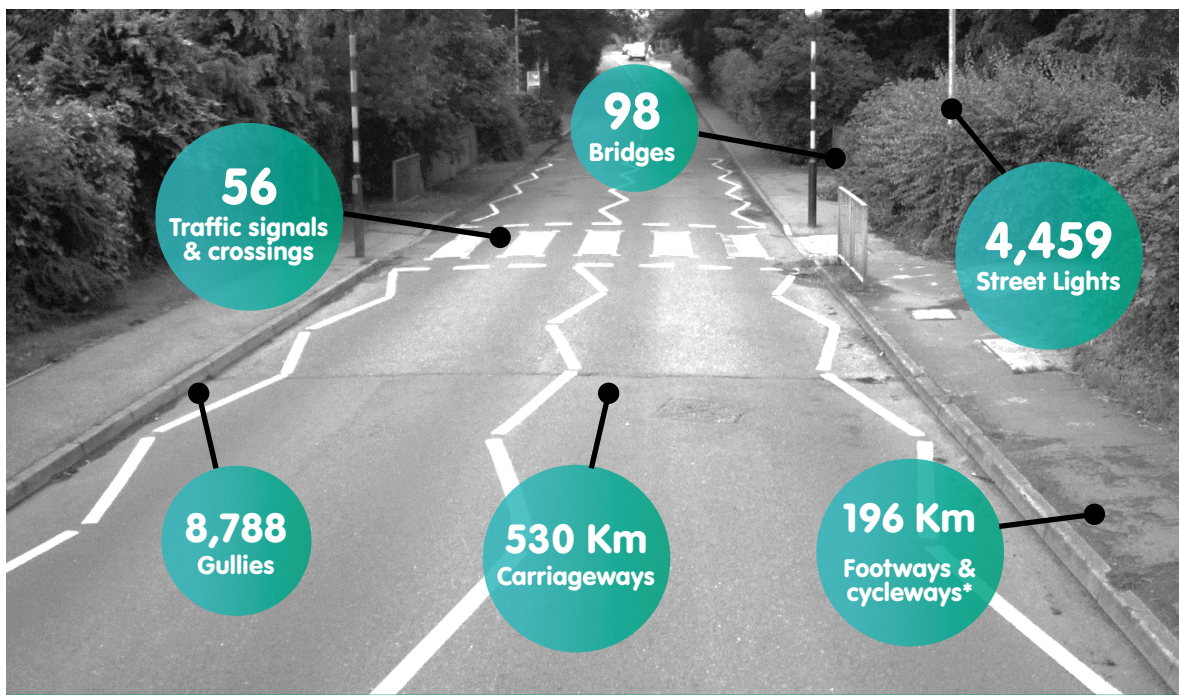 98
Bridges
56
Traffic signals
& crossings
4,459
Street Lights
8,788
Gullies
530 Km
Carriageways
196 Km
Footways &
cycleways*